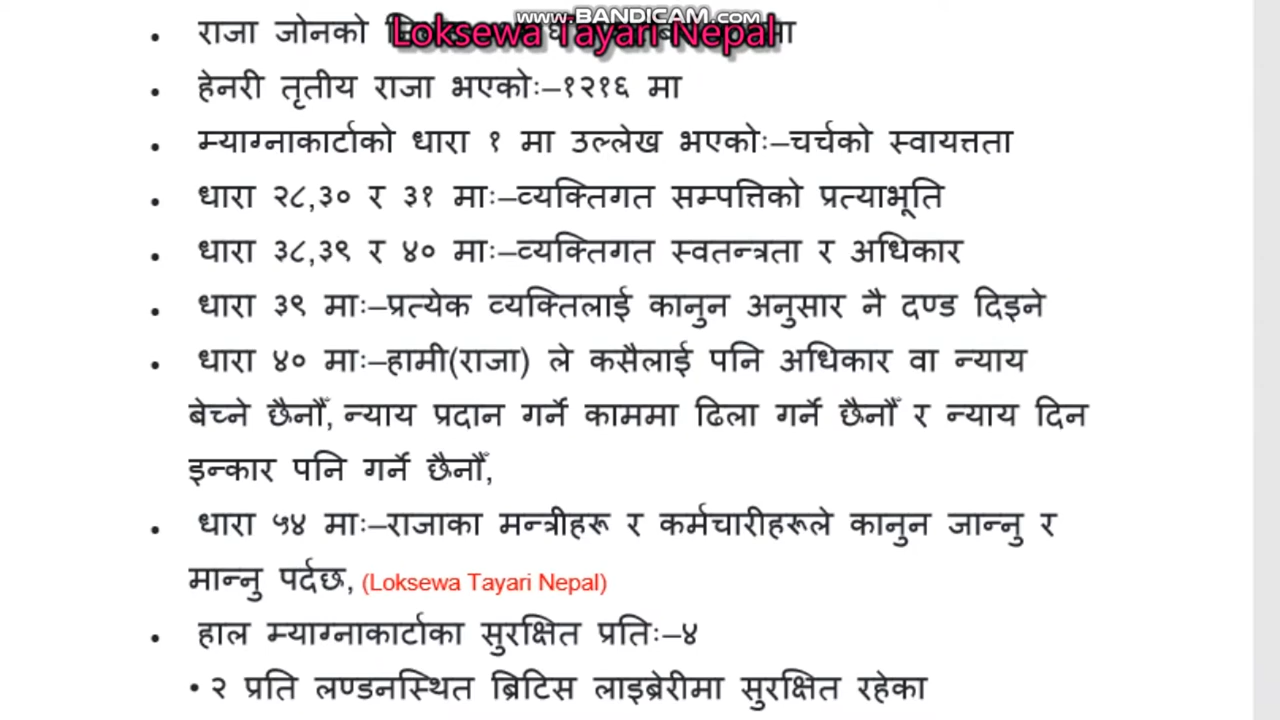 www.BANDICAM.com
Loksewa Tayari Nepal
• राजा जोनको
• हेनरी तृतीय राजा भएकोः–१२१६ मा
• म्याग्नाकार्टाको धारा १ मा उल्लेख भएकोः–चर्चको स्वायत्तता
• धारा २८,३० र ३१ माः–व्यक्तिगत सम्पत्तिको प्रत्याभूति
• धारा ३८,३९ र ४० माः–व्यक्तिगत स्वतन्त्रता र अधिकार
• धारा ३९ माः–प्रत्येक व्यक्तिलाई कानुन अनुसार नै दण्ड दिइने
• धारा ४० माः–हामी(राजा) ले कसैलाई पनि अधिकार वा न्याय
बेच्ने छैनौँ, न्याय प्रदान गर्ने काममा ढिला गर्ने छैनौँ र न्याय दिन
इन्कार पनि गर्ने छैनौँ,
• धारा ५४ माः–राजाका मन्त्रीहरू र कर्मचारीहरूले कानुन जान्नु र
मान्नु पर्दछ, (Loksewa Tayari Nepal)
• हाल म्याग्नाकार्टाका सुरक्षित प्रतिः–४
• २ प्रति लण्डनस्थित ब्रिटिस लाइब्रेरीमा सुरक्षित रहेका